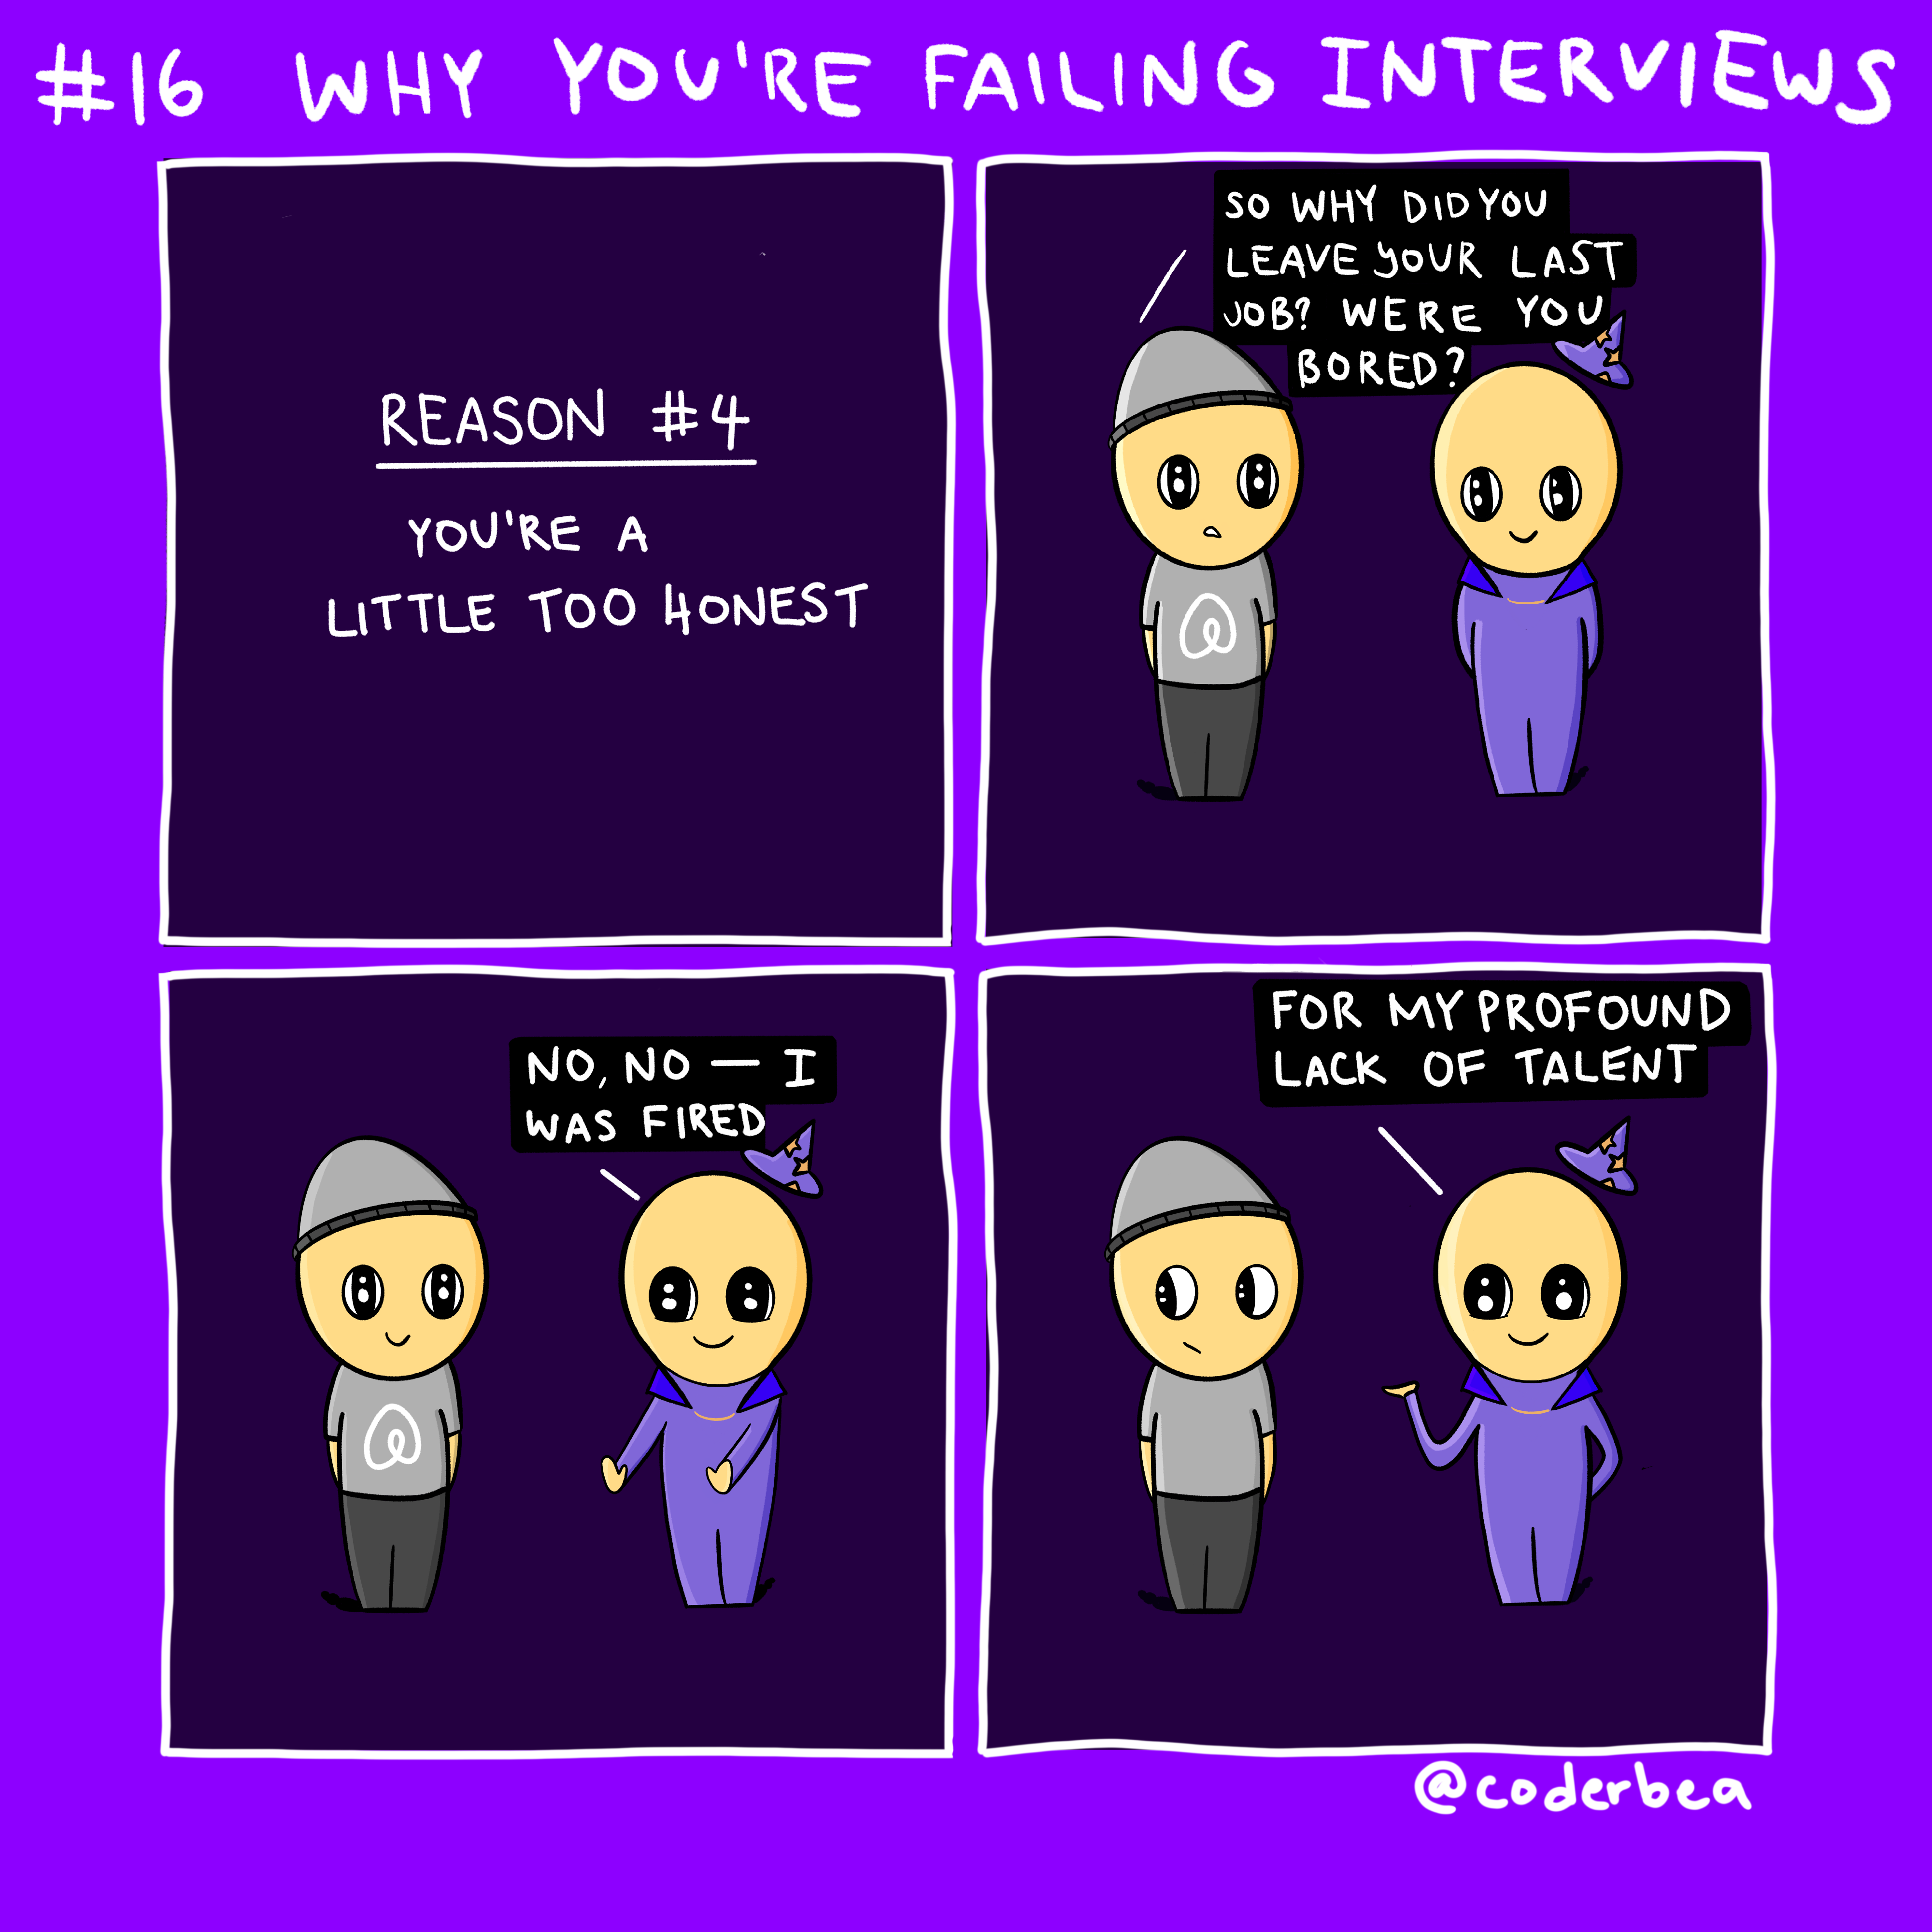 #16 WHY YOU'RE FAILING INTERVIEWS
REASON #4
YOU'RE A
LITTLE TOO HONEST
SO WHY DID YOU
LEAVE YOUR LAST
JOB? WERE YOU
BORED?
NO, NO — I
WAS FIRED
FOR MY PROFOUND
LACK OF TALENT
@coderbea